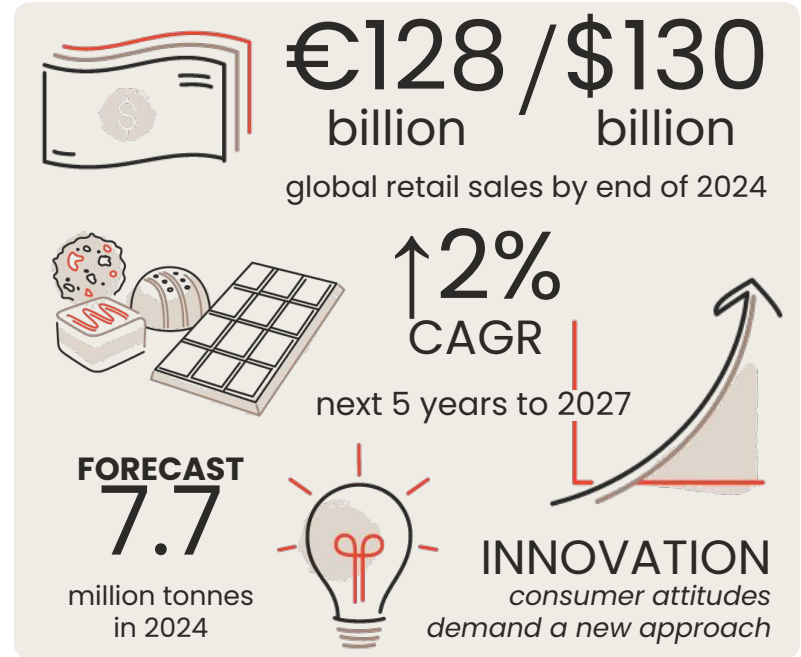 €128/$130
billion billion
global retail sales by end of 2024
↑2%
CAGR
next 5 years to 2027
FORECAST
7.7
million tonnes
in 2024
INNOVATION
consumer attitudes
demand a new approach
$